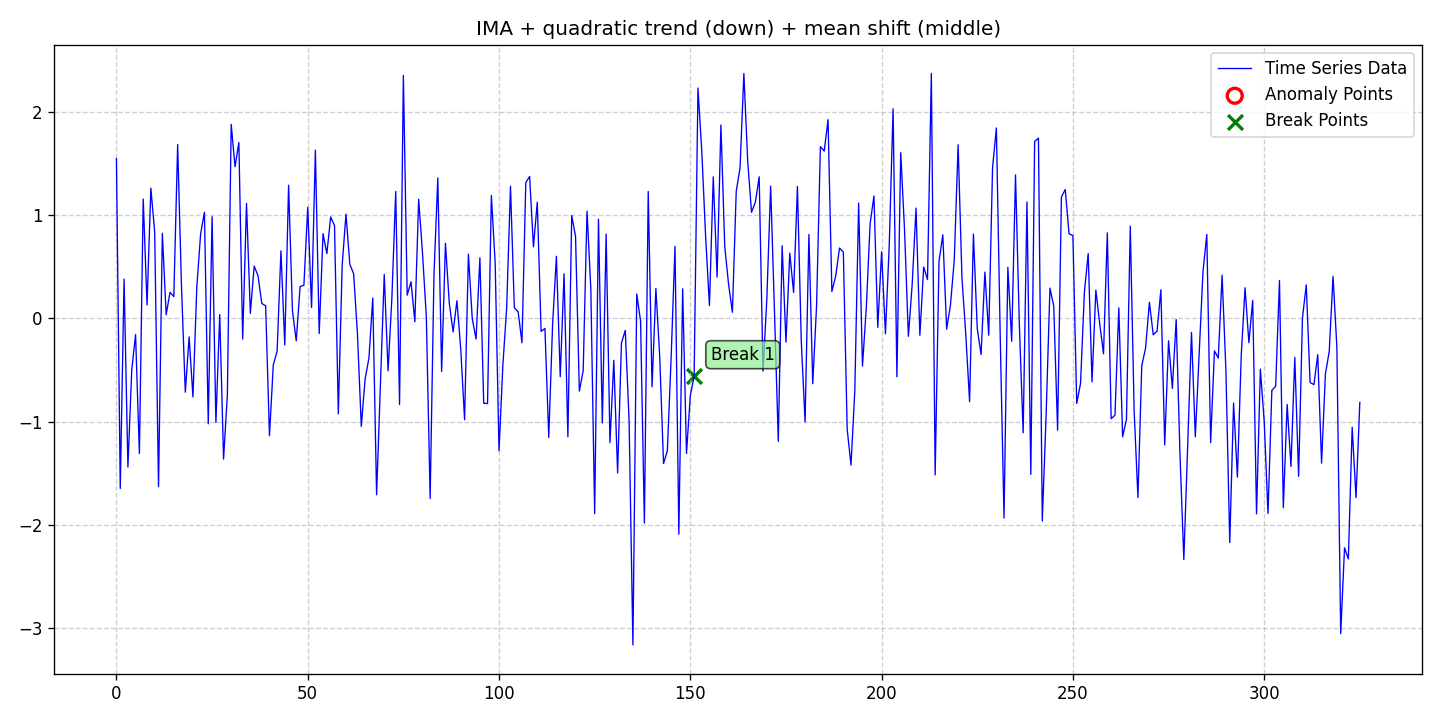 IMA + quadratic trend (down) + mean shift (middle)
Time Series Data
Anomaly Points
Break Points
2
1
0
−1
−2
−3
Break 1
0
50
100
150
200
250
300